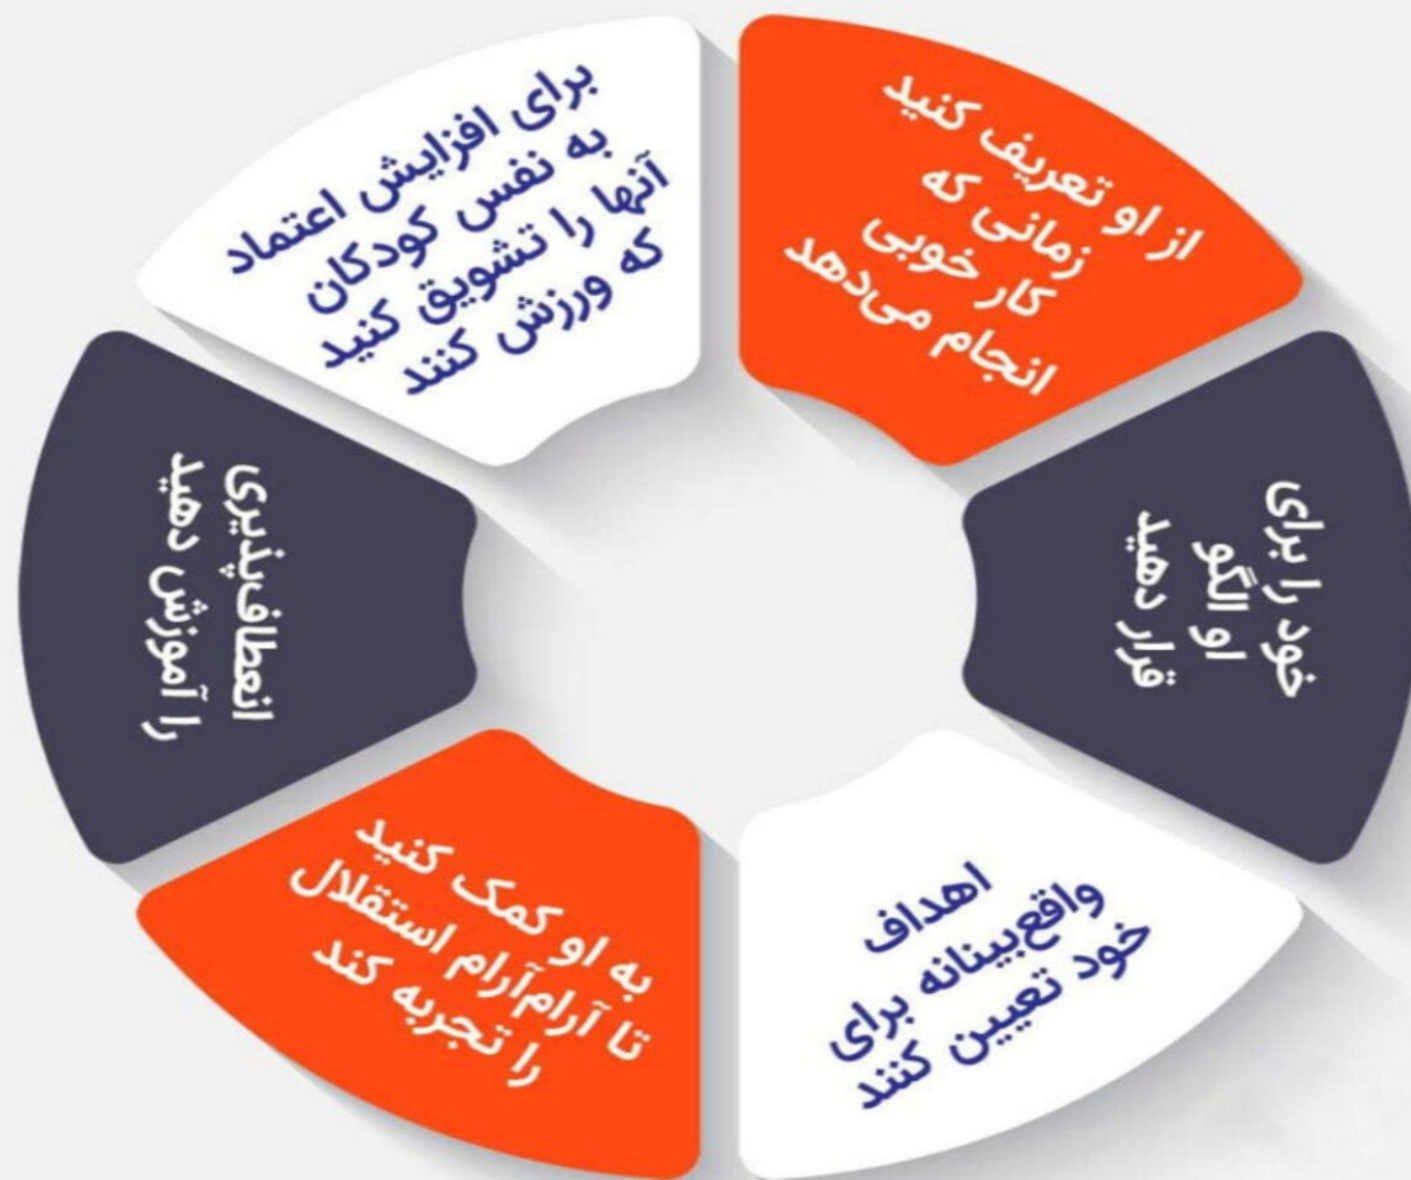 از او تعریف کنید
زمانی که
کار خوبی
انجام می‌دهد
خود را برای
او الگو
قرار دهید
اهداف
واقع‌بینانه برای
خود تعیین کنند
به او کمک کنید
تا آرام‌آرام استقلال
را تجربه کند
انعطاف‌پذیری
را آموزش دهید
برای افزایش اعتماد
به نفس کودکان
آنها را تشویق کنید
که ورزش کنند